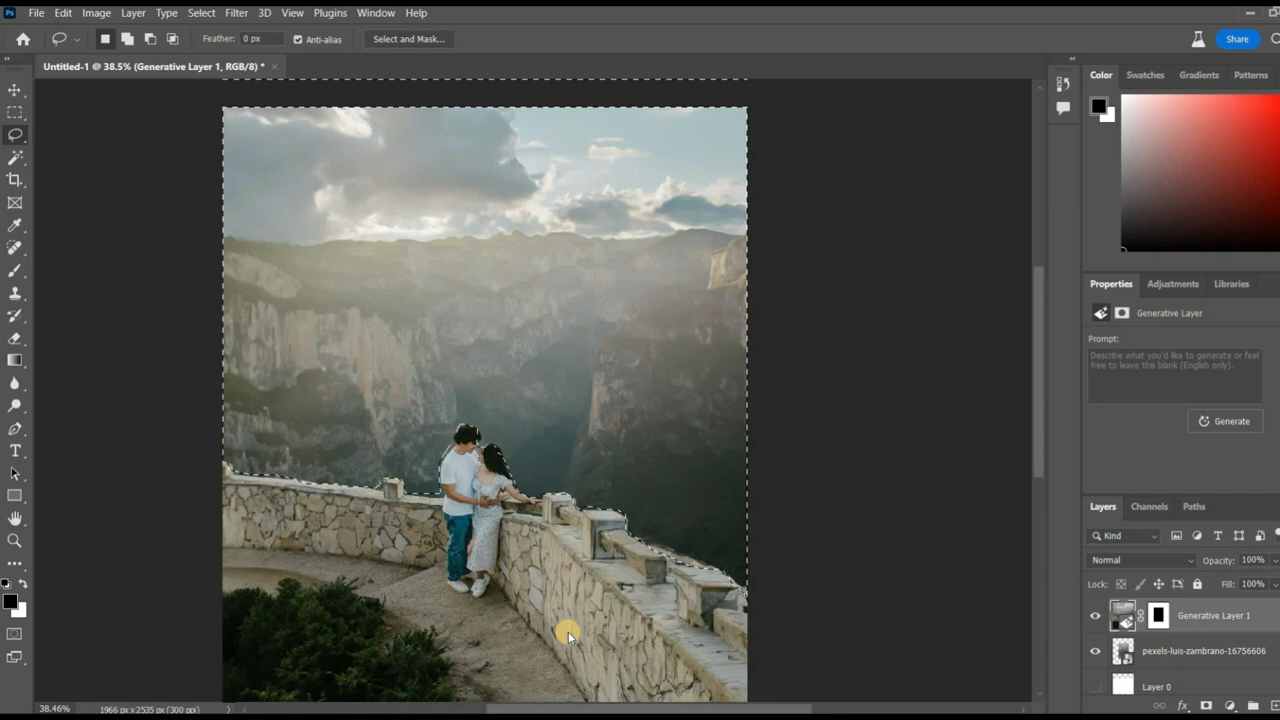 Ps File Edit Image Layer Type Select Filter 3D View Plugins Window Help
Feather: 0 px Anti-alias Select and Mask... Share
Untitled-1 @ 38.5% (Generative Layer 1, RGB/8) * ×
Color Swatches Gradients Patterns
Properties Adjustments Libraries
Generative Layer
Prompt:
Describe what you'd like to generate or feel
free to leave this blank (English only).
Generate
Layers Channels Paths
Kind
Normal Opacity: 100%
Lock: Fill: 100%
Generative Layer 1
pexels-luis-zambrano-16756606
Layer 0
38.46% 1966 px x 2535 px (300 ppi)